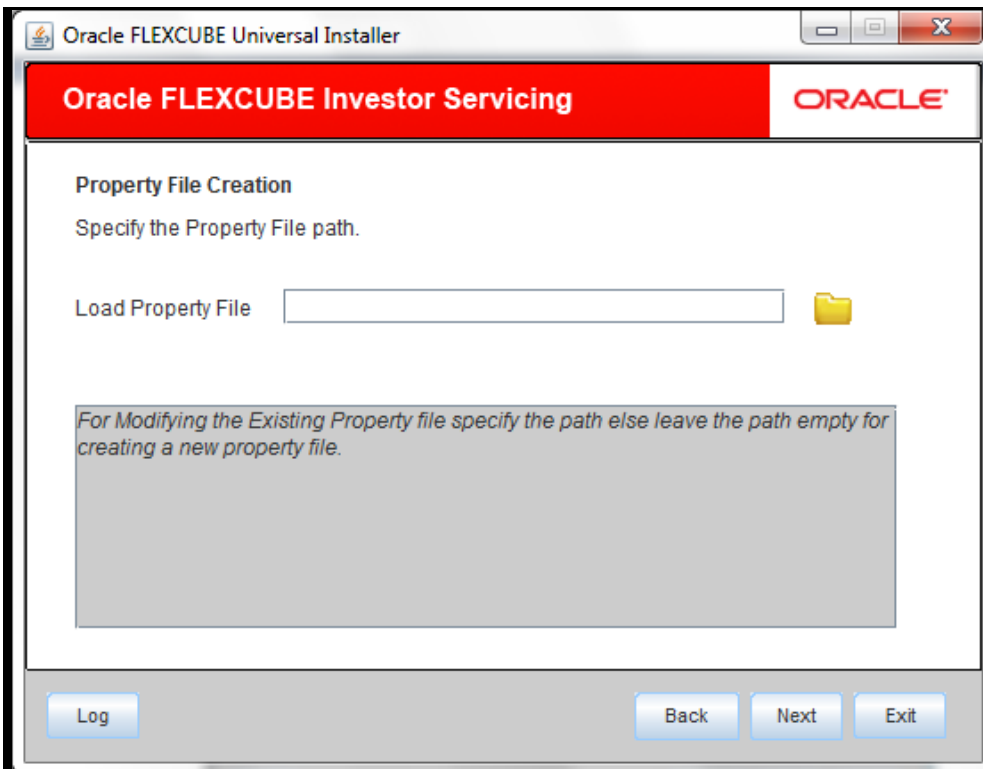 Oracle FLEXCUBE Universal Installer
Oracle FLEXCUBE Investor Servicing
ORACLE
Property File Creation
Specify the Property File path.
Load Property File
For Modifying the Existing Property file specify the path else leave the path empty for
creating a new property file.
Log
Back
Next
Exit